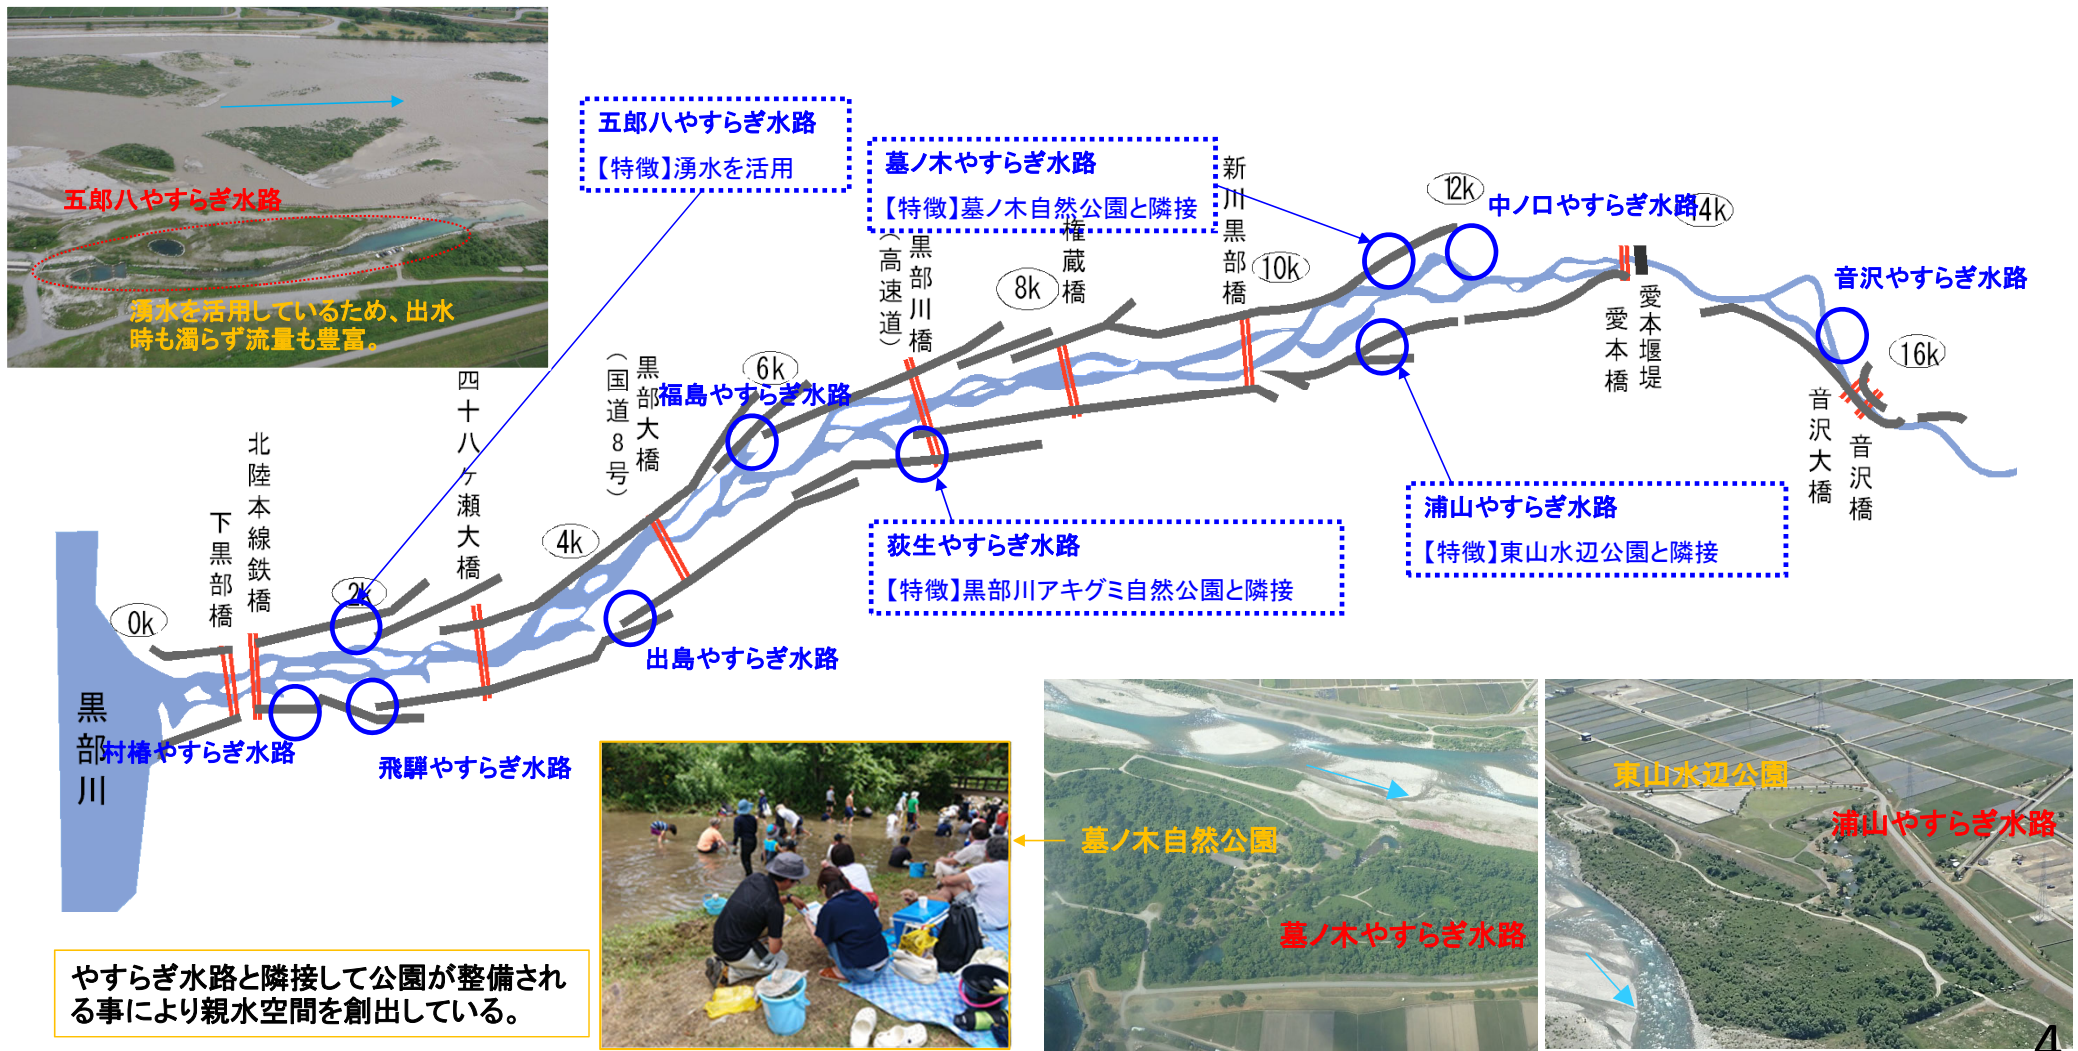 五郎八やすらぎ水路
湧水を活用しているため、出水
時も濁らず流量も豊富。
五郎八やすらぎ水路
【特徴】湧水を活用
墓ノ木やすらぎ水路
【特徴】墓ノ木自然公園と隣接
中ノ口やすらぎ水路
音沢やすらぎ水路
福島やすらぎ水路
荻生やすらぎ水路
【特徴】黒部川アキグミ自然公園と隣接
浦山やすらぎ水路
【特徴】東山水辺公園と隣接
出島やすらぎ水路
村椿やすらぎ水路
飛騨やすらぎ水路
0k
2k
4k
6k
8k
10k
12k
14k
16k
下黒部橋
北陸本線鉄橋
四十八ヶ瀬大橋
黒部大橋
（国道8号）
黒部川橋
（高速道）
権蔵橋
新川黒部橋
愛本橋
愛本堰堤
音沢大橋
音沢橋
黒部川
墓ノ木自然公園
墓ノ木やすらぎ水路
東山水辺公園
浦山やすらぎ水路
やすらぎ水路と隣接して公園が整備され
る事により親水空間を創出している。
4